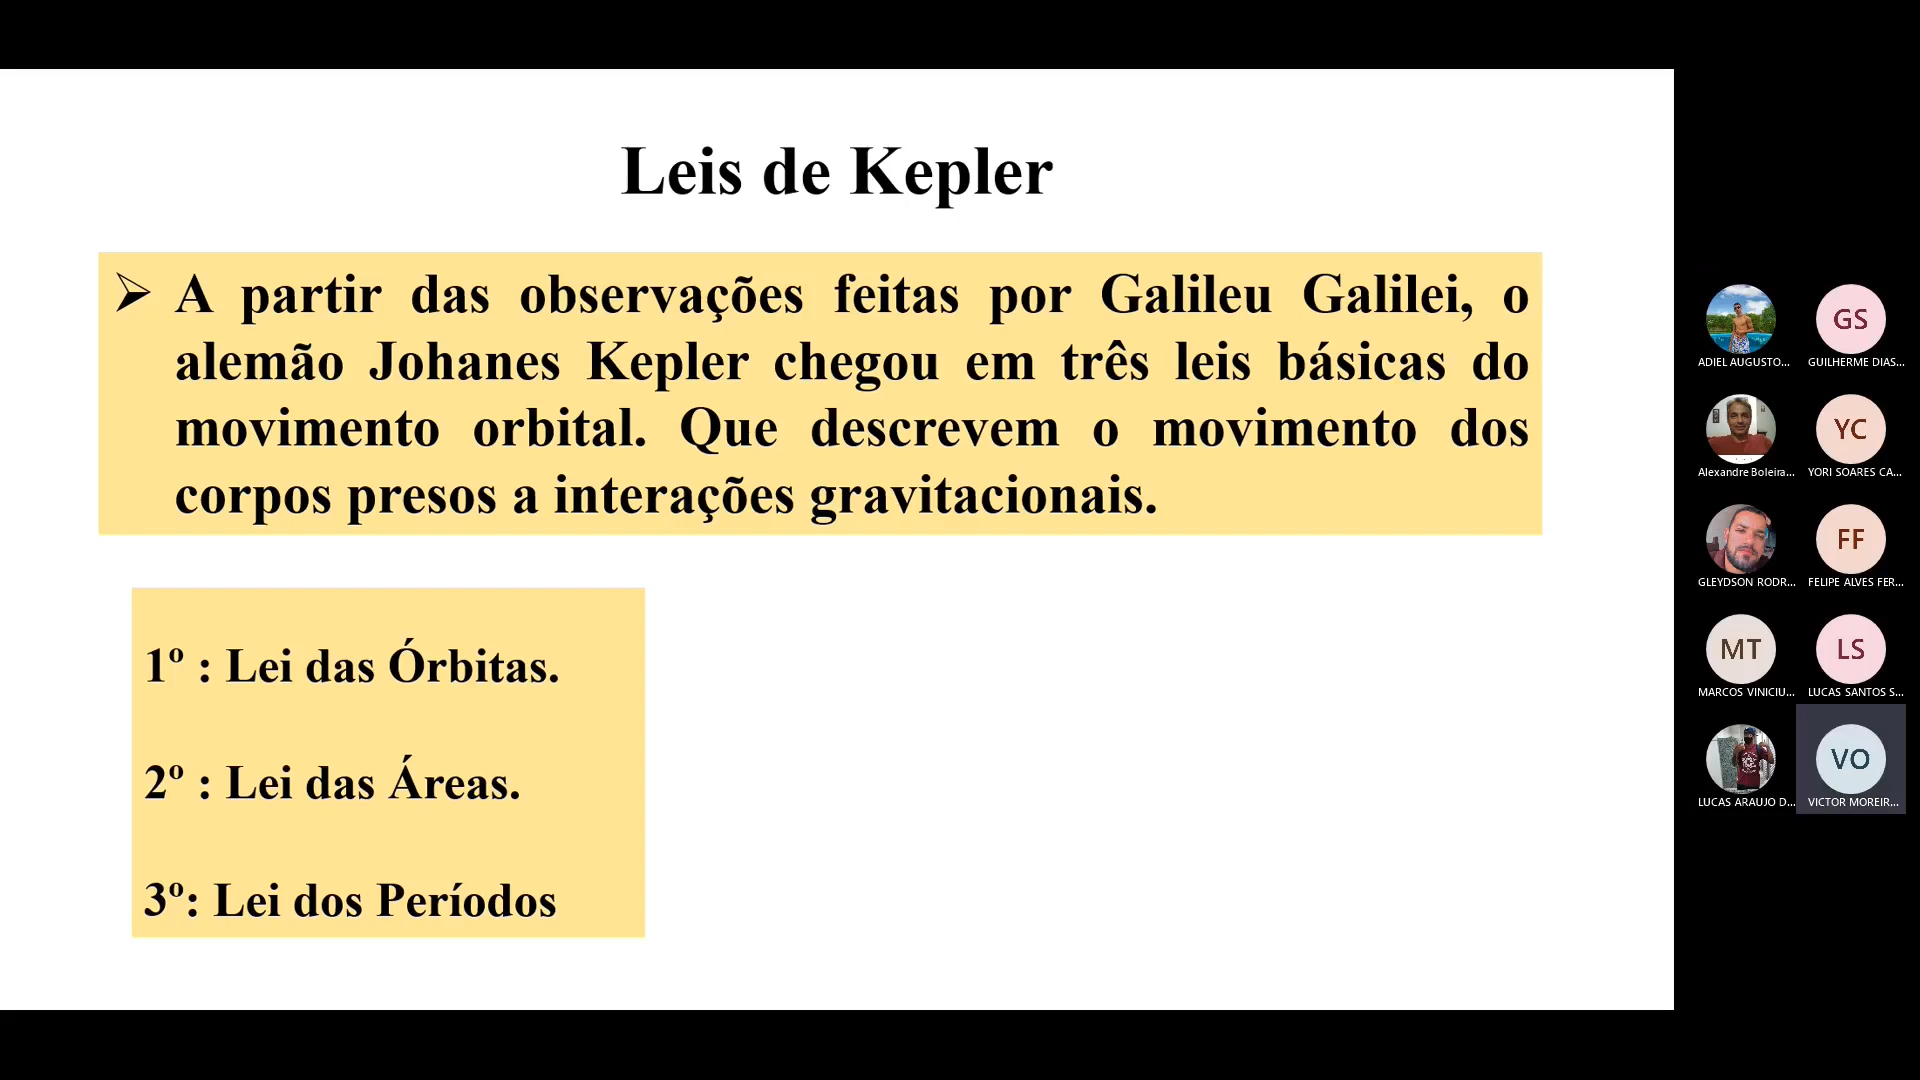 Leis de Kepler
➢ A partir das observações feitas por Galileu Galilei, o
alemão Johanes Kepler chegou em três leis básicas do
movimento orbital. Que descrevem o movimento dos
corpos presos a interações gravitacionais.
1º : Lei das Órbitas.
2º : Lei das Áreas.
3º: Lei dos Períodos
GS
ADIEL AUGUSTO...
GUILHERME DIAS...
YC
Alexandre Boleira...
YORI SOARES CA...
FF
GLEYDSON RODR...
FELIPE ALVES FER...
MT
LS
MARCOS VINICIU...
LUCAS SANTOS S...
VO
LUCAS ARAUJO D...
VICTOR MOREIR...